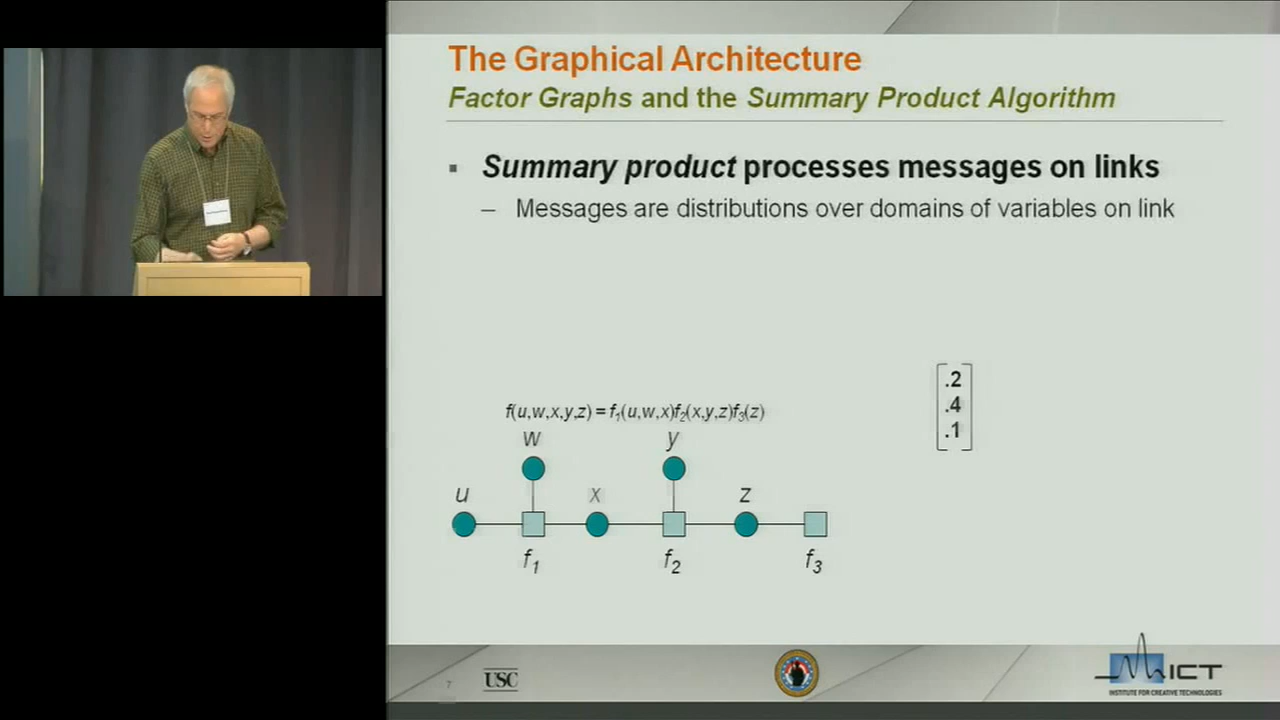 The Graphical Architecture
Factor Graphs and the Summary Product Algorithm
▪ Summary product processes messages on links
– Messages are distributions over domains of variables on link
.2
.4
.1
f(u,w,x,y,z) = f₁(u,w,x)f₂(x,y,z)f₃(z)
w y
u x z
f₁ f₂ f₃
7
USC
ICT
INSTITUTE FOR CREATIVE TECHNOLOGIES